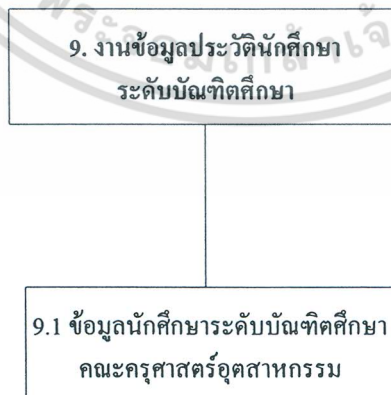 9. งานข้อมูลประวัตินักศึกษา
ระดับบัณฑิตศึกษา
9.1 ข้อมูลนักศึกษาระดับบัณฑิตศึกษา
คณะครุศาสตร์อุตสาหกรรม